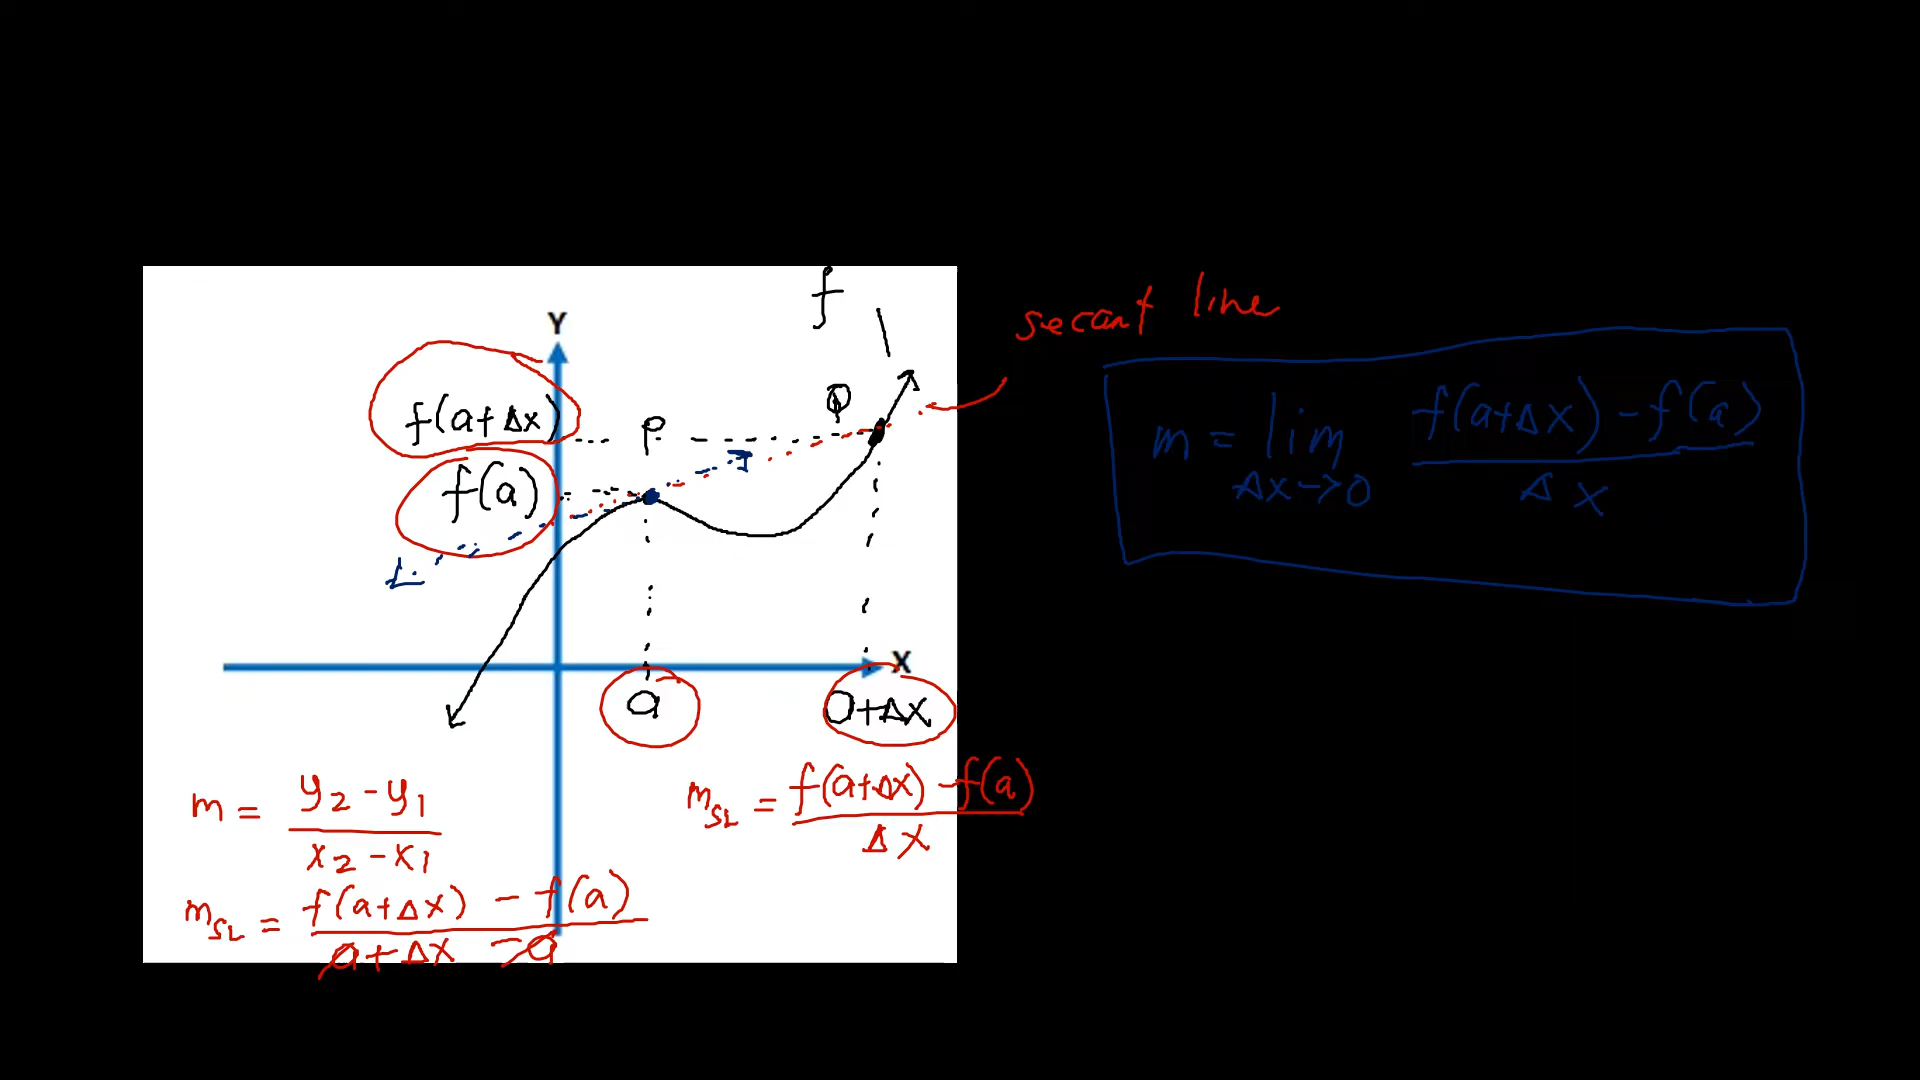 f
secant line
Y
f(a+Δx)
P
Q
m = lim Δx→0 f(a+Δx) - f(a) / Δx
f(a)
X
a
a+Δx
m = y2 - y1 / x2 - x1
mSL = f(a+Δx) - f(a) / Δx
mSL = f(a+Δx) - f(a) / a+Δx - a